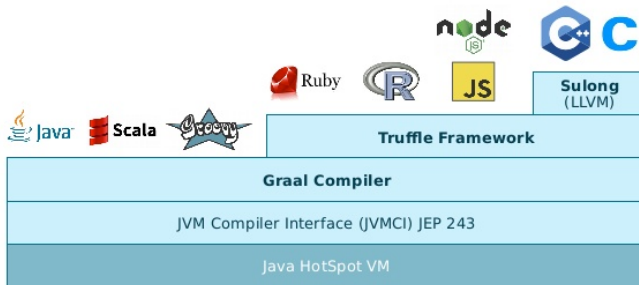 node
JS
C++
C
Ruby
R
JS
Sulong
(LLVM)
Java
Scala
Groovy
Truffle Framework
Graal Compiler
JVM Compiler Interface (JVMCI) JEP 243
Java HotSpot VM